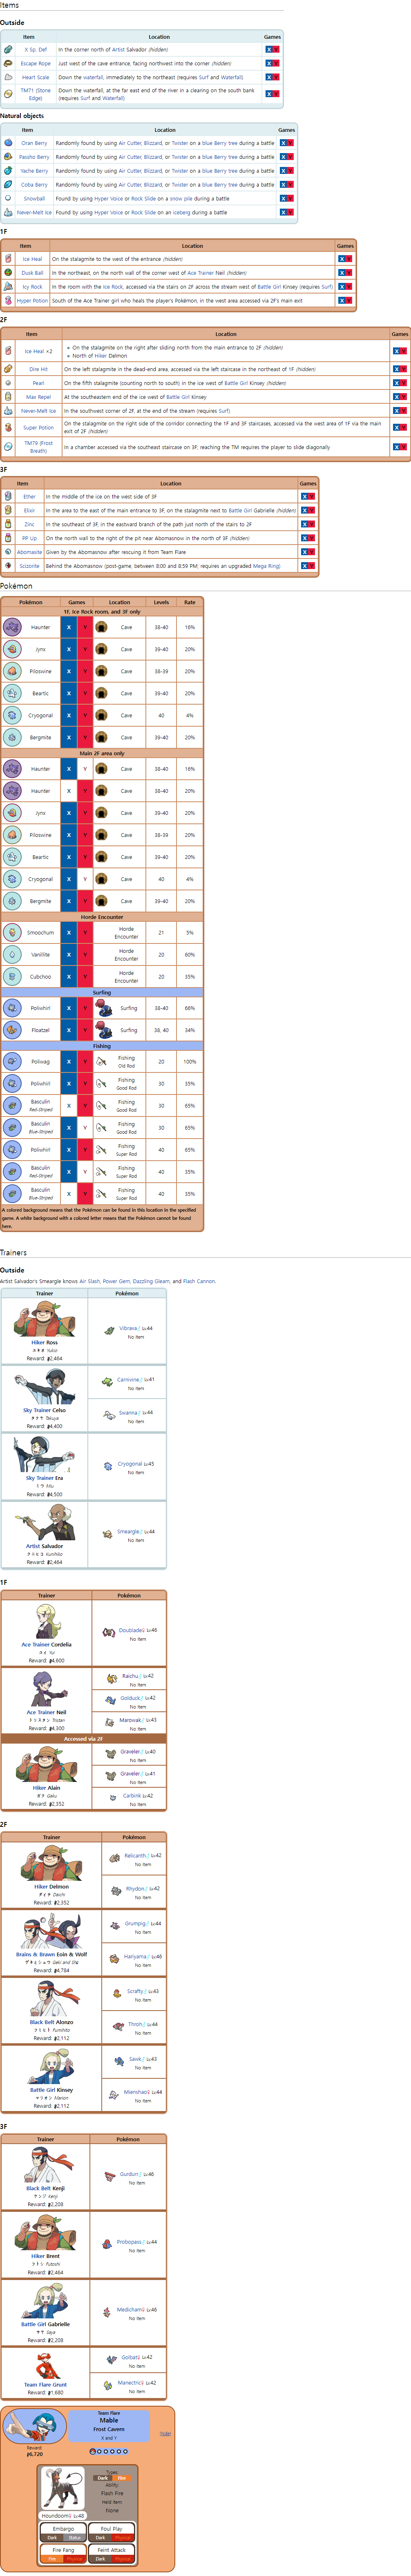 Items
Outside
Item Location Games
X Sp. Def In the corner north of Artist Salvador (hidden) X Y
Escape Rope Just west of the cave entrance, facing northwest into the corner (hidden) X Y
Heart Scale Down the waterfall, immediately to the northeast (requires Surf and Waterfall) X Y
TM71 (Stone Edge) Down the waterfall, at the far east end of the river in a clearing on the south bank (requires Surf and Waterfall) X Y
Natural objects
Item Location Games
Oran Berry Randomly found by using Air Cutter, Blizzard, or Twister on a blue Berry tree during a battle X Y
Passho Berry Randomly found by using Air Cutter, Blizzard, or Twister on a blue Berry tree during a battle X Y
Yache Berry Randomly found by using Air Cutter, Blizzard, or Twister on a blue Berry tree during a battle X Y
Coba Berry Randomly found by using Air Cutter, Blizzard, or Twister on a blue Berry tree during a battle X Y
Snowball Found by using Hyper Voice or Rock Slide on a snow pile during a battle X Y
Never-Melt Ice Found by using Hyper Voice or Rock Slide on an iceberg during a battle X Y
1F
Item Location Games
Ice Heal On the stalagmite to the west of the entrance (hidden) X Y
Dusk Ball In the northeast, on the north wall of the corner west of Ace Trainer Neil (hidden) X Y
Icy Rock In the room with the Ice Rock, accessed via the stairs on 2F across the stream west of Battle Girl Kinsey (requires Surf) X Y
Hyper Potion South of the Ace Trainer girl who heals the player's Pokémon, in the west area accessed via 2F's main exit X Y
2F
Item Location Games
Ice Heal ×2 On the stalagmite on the right after sliding north from the main entrance to 2F (hidden)
North of Hiker Delmon X Y
Dire Hit On the left stalagmite in the dead-end area, accessed via the left staircase in the northeast of 1F (hidden) X Y
Pearl On the fifth stalagmite (counting north to south) in the ice west of Battle Girl Kinsey (hidden) X Y
Max Repel At the southeastern end of the ice west of Battle Girl Kinsey X Y
Never-Melt Ice In the southwest corner of 2F, at the end of the stream (requires Surf) X Y
Super Potion On the stalagmite on the right side of the corridor connecting the 1F and 3F staircases, accessed via the west area of 1F via the main exit of 2F (hidden) X Y
TM79 (Frost Breath) In a chamber accessed via the southeast staircase on 3F; reaching the TM requires the player to slide diagonally X Y
3F
Item Location Games
Ether In the middle of the ice on the west side of 3F X Y
Elixir In the area to the east of the main entrance to 3F, on the stalagmite next to Battle Girl Gabrielle (hidden) X Y
Zinc In the southeast of 3F, in the eastward branch of the path just north of the stairs to 2F X Y
PP Up On the north wall to the right of the pit near Abomasnow in the north of 3F (hidden) X Y
Abomasite Given by the Abomasnow after rescuing it from Team Flare X Y
Scizorite Behind the Abomasnow (post-game, between 8:00 and 8:59 PM; requires an upgraded Mega Ring) X Y
Pokémon
Pokémon Games Location Levels Rate
1F, Ice Rock room, and 3F only
Haunter X Y Cave 38-40 16%
Jynx X Y Cave 39-40 20%
Piloswine X Y Cave 38-39 20%
Beartic X Y Cave 39-40 20%
Cryogonal X Y Cave 40 4%
Bergmite X Y Cave 39-40 20%
Main 2F area only
Haunter X Y Cave 38-40 16%
Haunter X Y Cave 38-40 20%
Jynx X Y Cave 39-40 20%
Piloswine X Y Cave 38-39 20%
Beartic X Y Cave 39-40 20%
Cryogonal X Y Cave 40 4%
Bergmite X Y Cave 39-40 20%
Horde Encounter
Smoochum X Y Horde Encounter 21 5%
Vanillite X Y Horde Encounter 20 60%
Cubchoo X Y Horde Encounter 20 35%
Surfing
Poliwhirl X Y Surfing 38-40 66%
Floatzel X Y Surfing 38, 40 34%
Fishing
Poliwag X Y Fishing Old Rod 20 100%
Poliwhirl X Y Fishing Good Rod 30 35%
Basculin Red-Striped X Y Fishing Good Rod 30 65%
Basculin Blue-Striped X Y Fishing Good Rod 30 65%
Poliwhirl X Y Fishing Super Rod 40 65%
Basculin Red-Striped X Y Fishing Super Rod 40 35%
Basculin Blue-Striped X Y Fishing Super Rod 40 35%
A colored background means that the Pokémon can be found in this location in the specified
game. A white background with a colored letter means that the Pokémon cannot be found
here.
Trainers
Outside
Artist Salvador's Smeargle knows Air Slash, Power Gem, Dazzling Gleam, and Flash Cannon.
Trainer Pokémon
Hiker Ross
Reward: 2,464
Vibrava♂ Lv.44
No item
Sky Trainer Celso
Reward: 4,400
Carnivine♂ Lv.41
No item
Swanna♂ Lv.44
No item
Sky Trainer Era
Reward: 4,500
Cryogonal Lv.45
No item
Artist Salvador
Reward: 2,464
Smeargle♂ Lv.44
No item
1F
Trainer Pokémon
Ace Trainer Cordelia
Reward: 4,600
Doublade♀ Lv.46
No item
Ace Trainer Neil
トリスタン Tristan
Reward: 4,300
Raichu♂ Lv.42
No item
Golduck♂ Lv.42
No item
Marowak♂ Lv.43
No item
Accessed via 2F
Hiker Alain
ガク Gaku
Reward: 2,352
Graveler♂ Lv.40
No item
Graveler♂ Lv.41
No item
Carbink Lv.42
No item
2F
Trainer Pokémon
Hiker Delmon
ダイチ Daichi
Reward: 2,352
Relicanth♂ Lv.42
No item
Rhydon♂ Lv.42
No item
Brains & Brawn Eoin & Wolf
Reward: 4,784
Grumpig♂ Lv.44
No item
Hariyama♂ Lv.46
No item
Black Belt Alonzo
フミヒト Fumihito
Reward: 2,112
Scrafty♂ Lv.43
No item
Throh♂ Lv.44
No item
Battle Girl Kinsey
マリオン Marion
Reward: 2,112
Sawk♂ Lv.43
No item
Mienshao♀ Lv.44
No item
3F
Trainer Pokémon
Black Belt Kenji
ケンジ Kenji
Reward: 2,208
Gurdurr♂ Lv.46
No item
Hiker Brent
フトシ Futoshi
Reward: 2,464
Probopass♂ Lv.44
No item
Battle Girl Gabrielle
サヤ Saya
Reward: 2,208
Medicham♀ Lv.46
No item
Team Flare Grunt
Reward: 1,680
Golbat♀ Lv.42
No item
Manectric♀ Lv.42
No item
Team Flare
Mable
Frost Cavern
X and Y
[hide]
Reward:
6,720
Types:
Dark Fire
Ability:
Flash Fire
Held item:
None
Houndoom♀ Lv.48
Embargo
Dark Status
Foul Play
Dark Physical
Fire Fang
Fire Physical
Feint Attack
Dark Physical